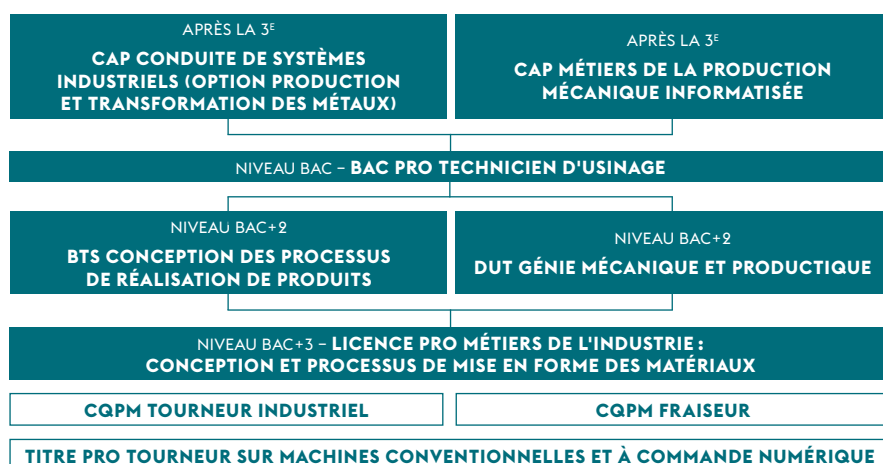 APRÈS LA 3ᴱ
CAP CONDUITE DE SYSTÈMES
INDUSTRIELS (OPTION PRODUCTION
ET TRANSFORMATION DES MÉTAUX)
APRÈS LA 3ᴱ
CAP MÉTIERS DE LA PRODUCTION
MÉCANIQUE INFORMATISÉE
NIVEAU BAC – BAC PRO TECHNICIEN D'USINAGE
NIVEAU BAC+2
BTS CONCEPTION DES PROCESSUS
DE RÉALISATION DE PRODUITS
NIVEAU BAC+2
DUT GÉNIE MÉCANIQUE ET PRODUCTIQUE
NIVEAU BAC+3 – LICENCE PRO MÉTIERS DE L'INDUSTRIE :
CONCEPTION ET PROCESSUS DE MISE EN FORME DES MATÉRIAUX
CQPM TOURNEUR INDUSTRIEL
CQPM FRAISEUR
TITRE PRO TOURNEUR SUR MACHINES CONVENTIONNELLES ET À COMMANDE NUMÉRIQUE